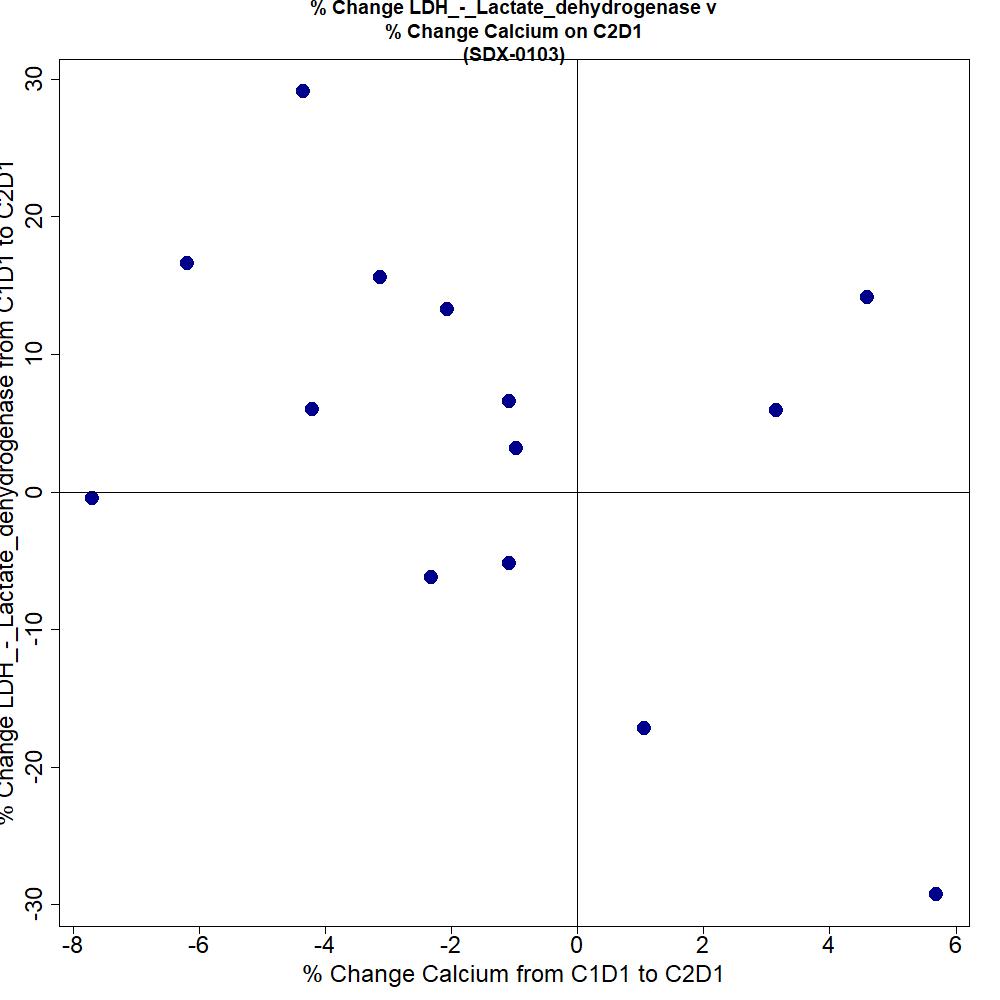 % Change LDH_-_Lactate_dehydrogenase v
% Change Calcium on C2D1
(SDX-0103)
% Change LDH_-_Lactate_dehydrogenase from C1D1 to C2D1
30
20
10
0
-10
-20
-30
-8 -6 -4 -2 0 2 4 6
% Change Calcium from C1D1 to C2D1